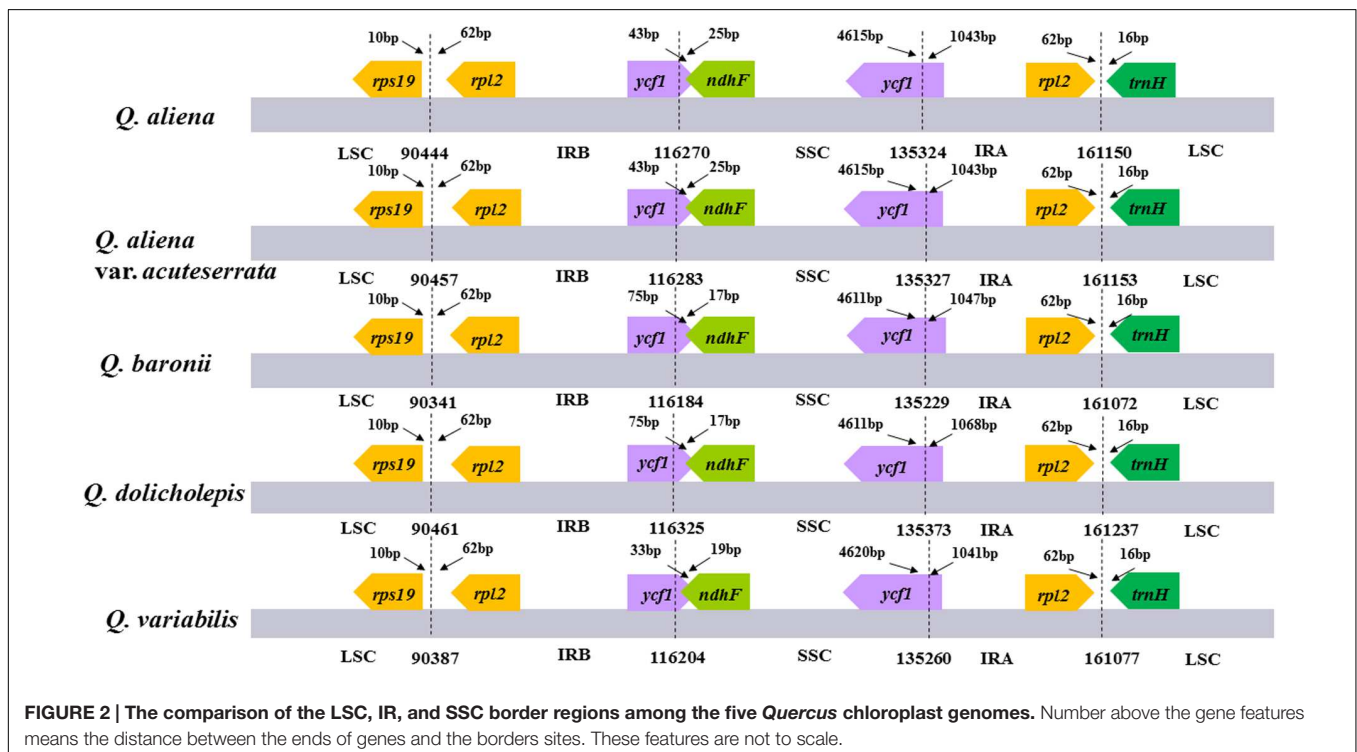 10bp 62bp 43bp 25bp 4615bp 1043bp 62bp 16bp
rps19 rpl2 ycf1 ndhF ycf1 rpl2 trnH
Q. aliena
LSC 90444 IRB 116270 SSC 135324 IRA 161150 LSC
10bp 62bp 43bp 25bp 4615bp 1043bp 62bp 16bp
rps19 rpl2 ycf1 ndhF ycf1 rpl2 trnH
Q. aliena
var. acuteserrata
LSC 90457 IRB 116283 SSC 135327 IRA 161153 LSC
10bp 62bp 75bp 17bp 4611bp 1047bp 62bp 16bp
rps19 rpl2 ycf1 ndhF ycf1 rpl2 trnH
Q. baronii
LSC 90341 IRB 116184 SSC 135229 IRA 161072 LSC
10bp 62bp 75bp 17bp 4611bp 1068bp 62bp 16bp
rps19 rpl2 ycf1 ndhF ycf1 rpl2 trnH
Q. dolicholepis
LSC 90461 IRB 116325 SSC 135373 IRA 161237 LSC
10bp 62bp 33bp 19bp 4620bp 1041bp 62bp 16bp
rps19 rpl2 ycf1 ndhF ycf1 rpl2 trnH
Q. variabilis
LSC 90387 IRB 116204 SSC 135260 IRA 161077 LSC
FIGURE 2 | The comparison of the LSC, IR, and SSC border regions among the five Quercus chloroplast genomes. Number above the gene features
means the distance between the ends of genes and the borders sites. These features are not to scale.